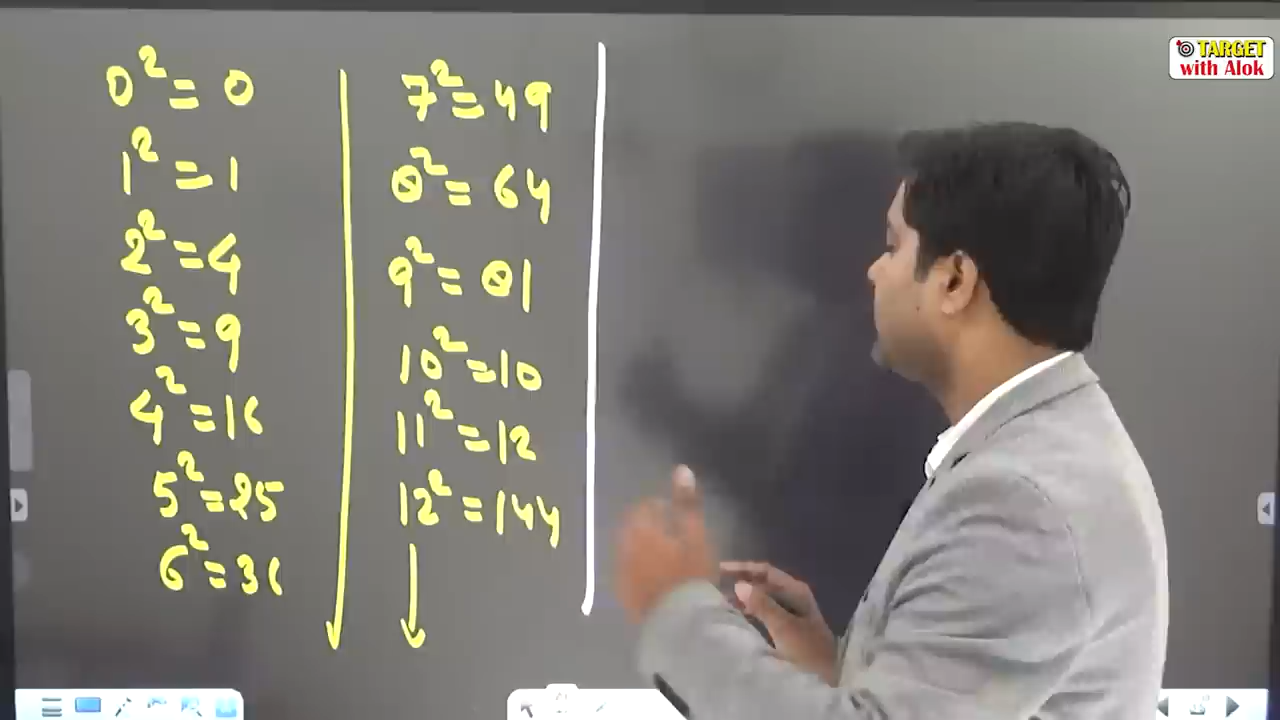 0² = 0
1² = 1
2² = 4
3² = 9
4² = 16
5² = 25
6² = 36
7² = 49
8² = 64
9² = 81
10² = 10
11² = 12
12² = 144
TARGET
with Alok